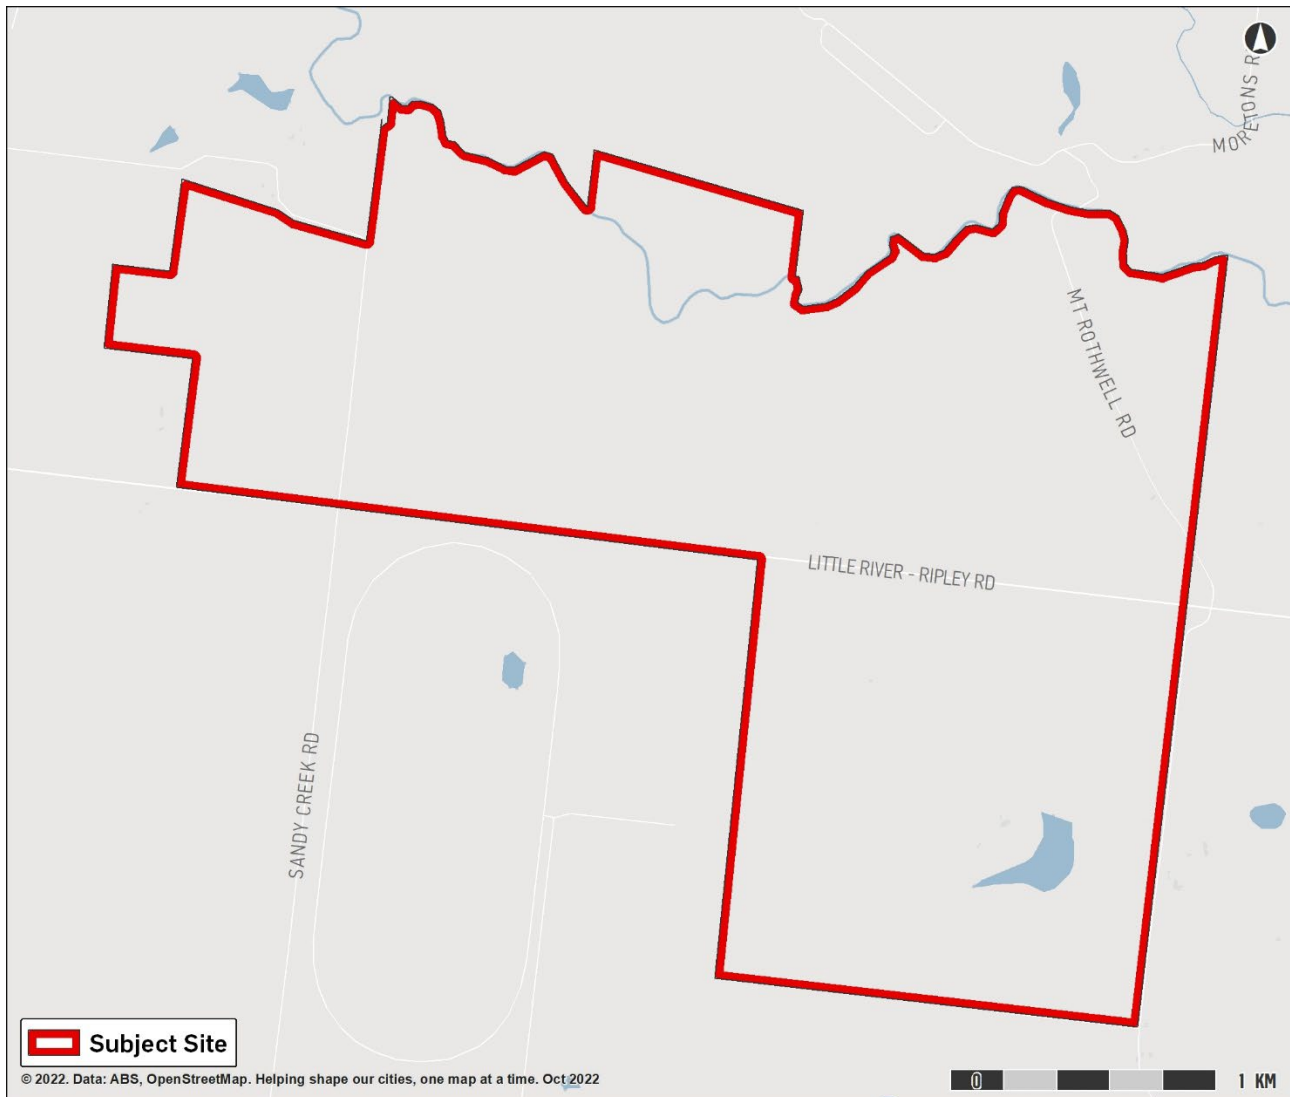 MORETONS R
MT ROTHWELL RD
LITTLE RIVER - RIPLEY RD
SANDY CREEK RD
Subject Site
© 2022. Data: ABS, OpenStreetMap. Helping shape our cities, one map at a time. Oct 2022
0 1 KM